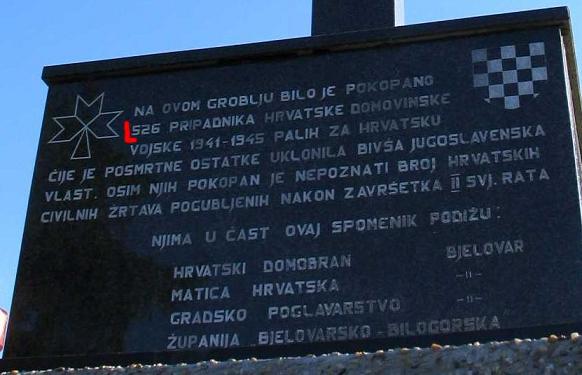 NA OVOM GROBLJU BILO JE POKOPANO
526 PRIPADNIKA HRVATSKE DOMOVINSKE
VOJSKE 1941-1945 PALIH ZA HRVATSKU
ČIJE JE POSMRTNE OSTATKE UKLONILA BIVŠA JUGOSLAVENSKA
VLAST. OSIM NJIH POKOPAN JE NEPOZNATI BROJ HRVATSKIH
CIVILNIH ŽRTAVA POGUBLJENIH NAKON ZAVRŠETKA II SVJ. RATA
NJIMA U ČAST OVAJ SPOMENIK PODIŽU:
HRVATSKI DOMOBRAN BJELOVAR
MATICA HRVATSKA -II-
GRADSKO POGLAVARSTVO -II-
ŽUPANIJA BJELOVARSKO-BILOGORSKA